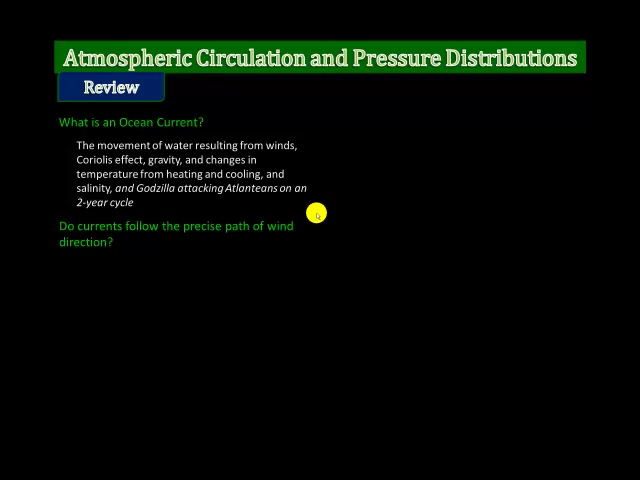 Atmospheric Circulation and Pressure Distributions
Review
What is an Ocean Current?
The movement of water resulting from winds,
Coriolis effect, gravity, and changes in
temperature from heating and cooling, and
salinity, and Godzilla attacking Atlanteans on an
2-year cycle
Do currents follow the precise path of wind
direction?